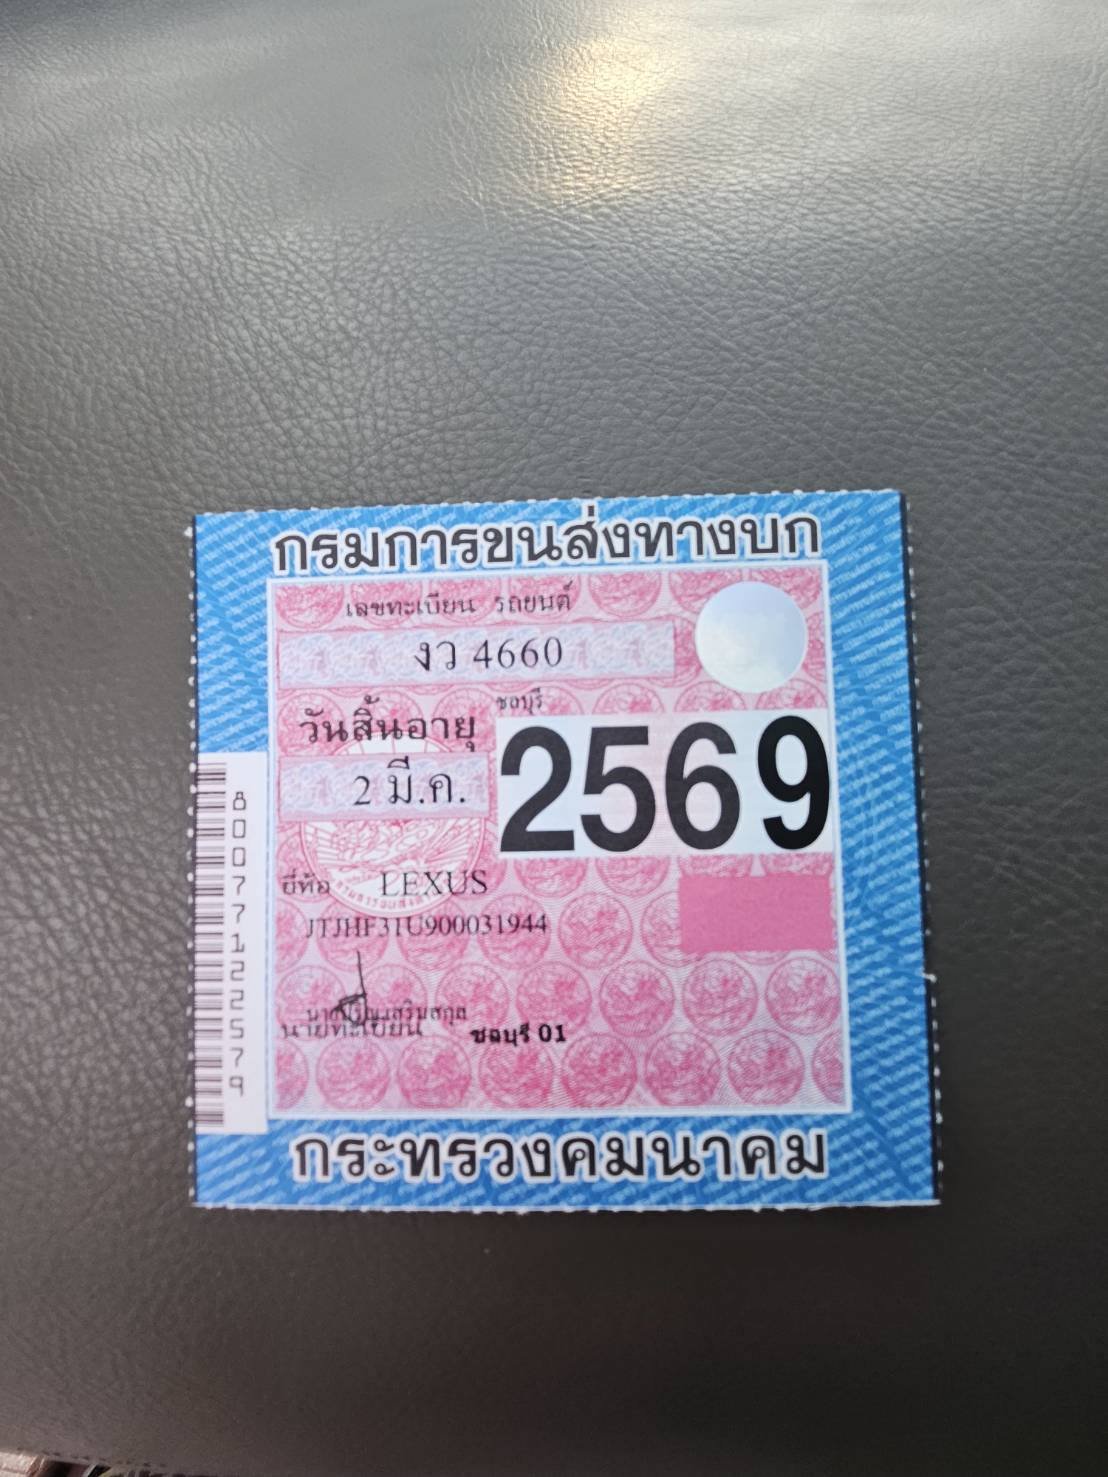 กรมการขนส่งทางบก
เลขทะเบียน รถยนต์
งว 4660
ชลบุรี
วันสิ้นอายุ
2 มี.ค.
2569
ยี่ห้อ LEXUS
JTJHF31U900031944
นายทะเบียน
ชลบุรี 01
8007712 2579
กระทรวงคมนาคม